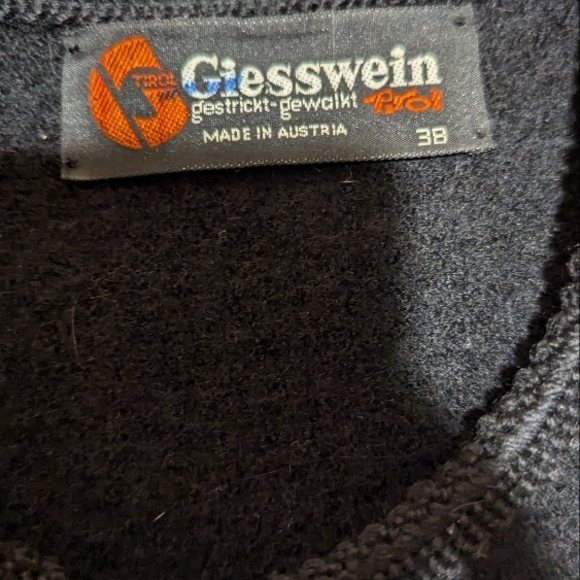 TIROL
Giesswein
gestrickt-gewalkt Tirol
MADE IN AUSTRIA 38